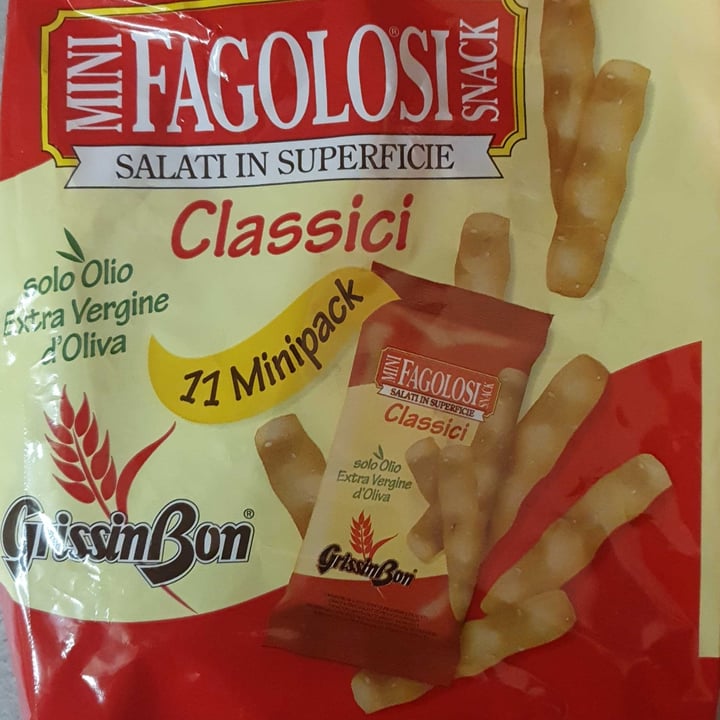 MINI FAGOLOSI® SNACK
SALATI IN SUPERFICIE
Classici
solo Olio
Extra Vergine
d'Oliva
11 Minipack
GrissinBon®
MINI FAGOLOSI SNACK
SALATI IN SUPERFICIE
Classici
solo Olio
Extra Vergine
d'Oliva
GrissinBon